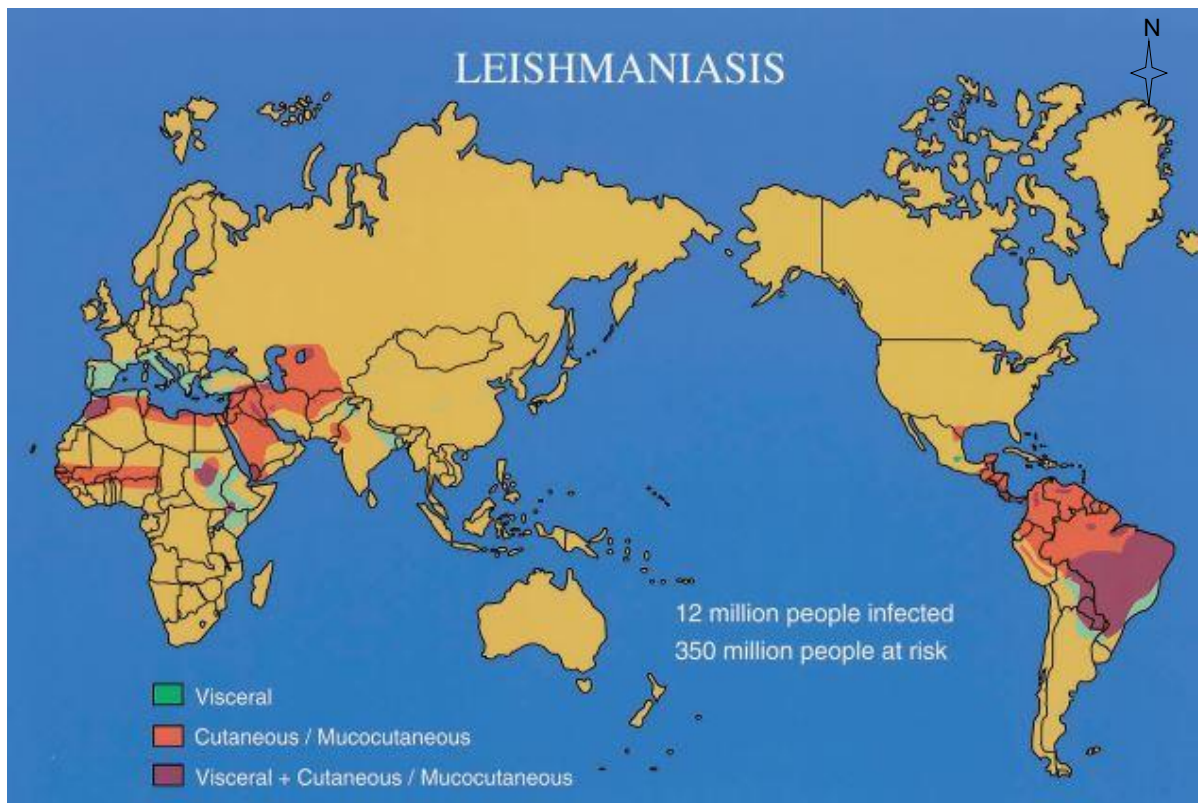 N
LEISHMANIASIS
12 million people infected
350 million people at risk
Visceral
Cutaneous / Mucocutaneous
Visceral + Cutaneous / Mucocutaneous